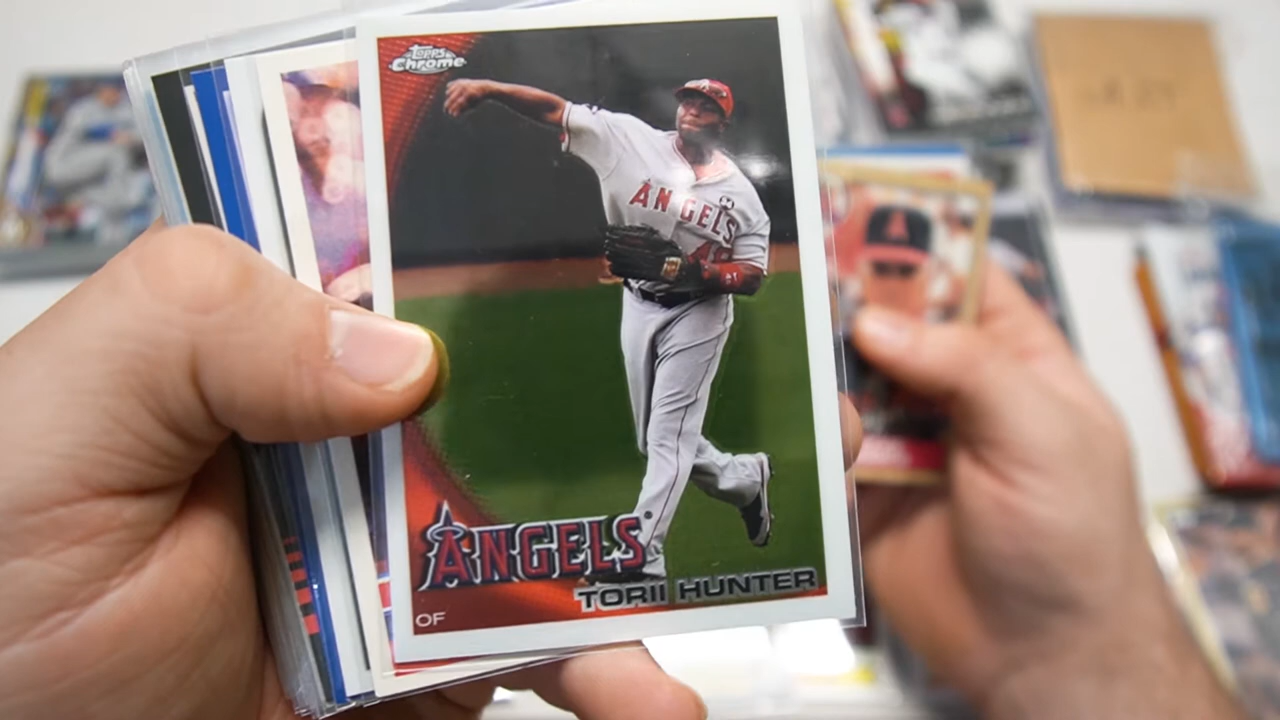 Topps
Chrome
ANGELS
ANGELS
TORII HUNTER
OF